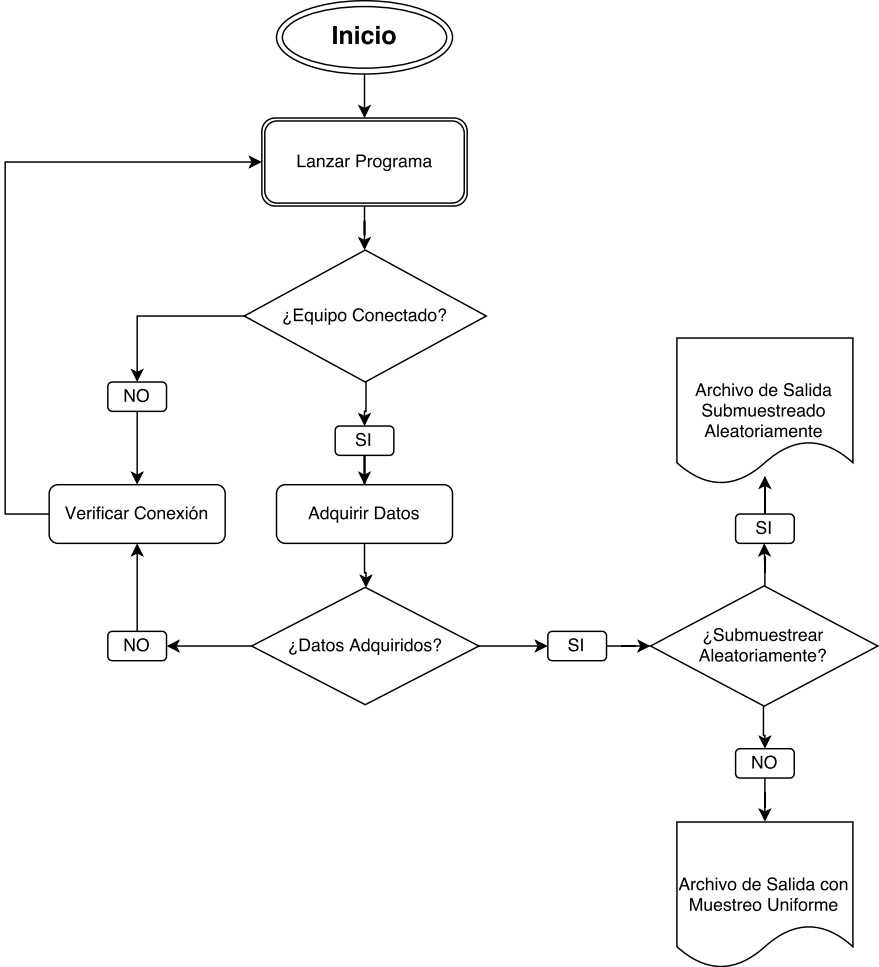 Inicio
Lanzar Programa
¿Equipo Conectado?
NO
SI
Verificar Conexión
Adquirir Datos
¿Datos Adquiridos?
NO
SI
¿Submuestrear
Aleatoriamente?
SI
Archivo de Salida
Submuestreado
Aleatoriamente
NO
Archivo de Salida con
Muestreo Uniforme